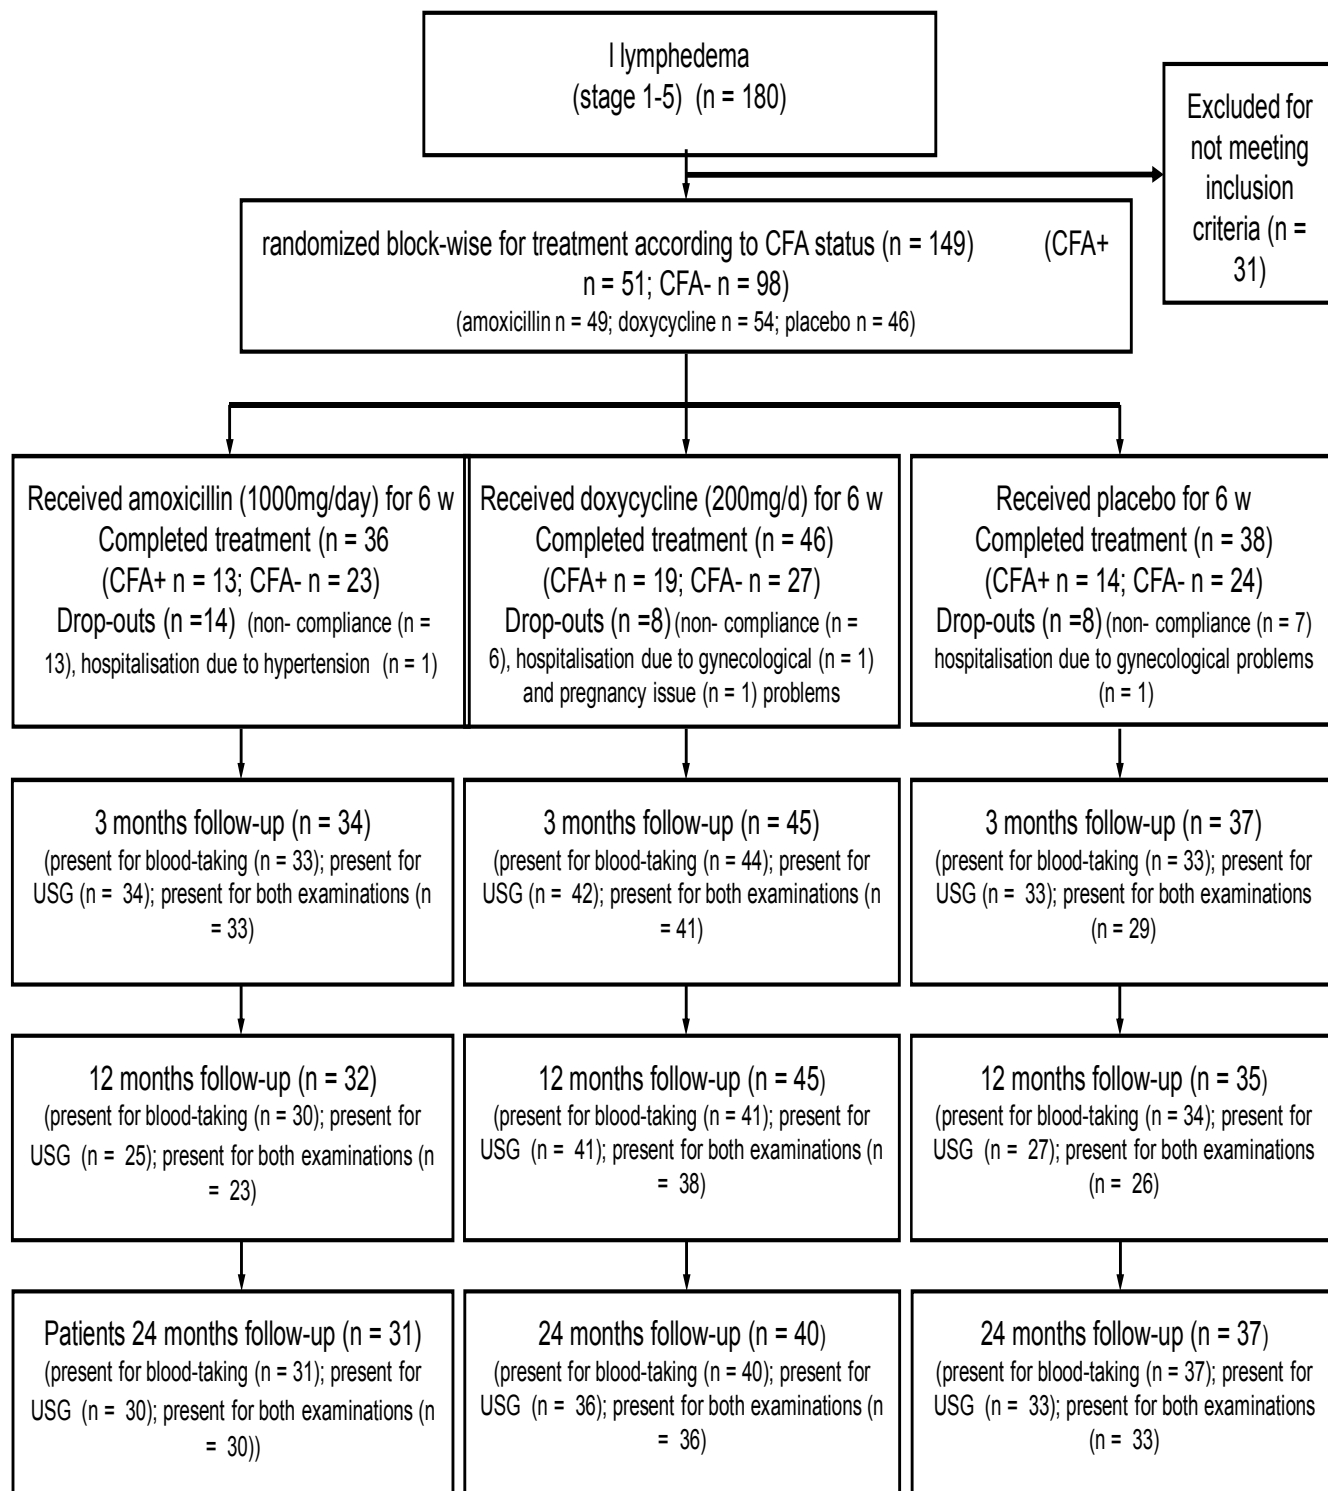 l lymphedema
(stage 1-5) (n = 180)
Excluded for
not meeting
inclusion
criteria (n =
31)
randomized block-wise for treatment according to CFA status (n = 149) (CFA+
n = 51; CFA- n = 98)
(amoxicillin n = 49; doxycycline n = 54; placebo n = 46)
Received amoxicillin (1000mg/day) for 6 w
Completed treatment (n = 36
(CFA+ n = 13; CFA- n = 23)
Drop-outs (n =14) (non- compliance (n =
13), hospitalisation due to hypertension (n = 1)
Received doxycycline (200mg/d) for 6 w
Completed treatment (n = 46)
(CFA+ n = 19; CFA- n = 27)
Drop-outs (n =8) (non- compliance (n =
6), hospitalisation due to gynecological (n = 1)
and pregnancy issue (n = 1) problems
Received placebo for 6 w
Completed treatment (n = 38)
(CFA+ n = 14; CFA- n = 24)
Drop-outs (n =8) (non- compliance (n = 7)
hospitalisation due to gynecological problems
(n = 1)
3 months follow-up (n = 34)
(present for blood-taking (n = 33); present for
USG (n = 34); present for both examinations (n
= 33)
3 months follow-up (n = 45)
(present for blood-taking (n = 44); present for
USG (n = 42); present for both examinations (n
= 41)
3 months follow-up (n = 37)
(present for blood-taking (n = 33); present for
USG (n = 33); present for both examinations
(n = 29)
12 months follow-up (n = 32)
(present for blood-taking (n = 30); present for
USG (n = 25); present for both examinations (n
= 23)
12 months follow-up (n = 45)
(present for blood-taking (n = 41); present for
USG (n = 41); present for both examinations (n
= 38)
12 months follow-up (n = 35)
(present for blood-taking (n = 34); present for
USG (n = 27); present for both examinations
(n = 26)
Patients 24 months follow-up (n = 31)
(present for blood-taking (n = 31); present for
USG (n = 30); present for both examinations (n
= 30))
24 months follow-up (n = 40)
(present for blood-taking (n = 40); present for
USG (n = 36); present for both examinations (n
= 36)
24 months follow-up (n = 37)
(present for blood-taking (n = 37); present for
USG (n = 33); present for both examinations
(n = 33)